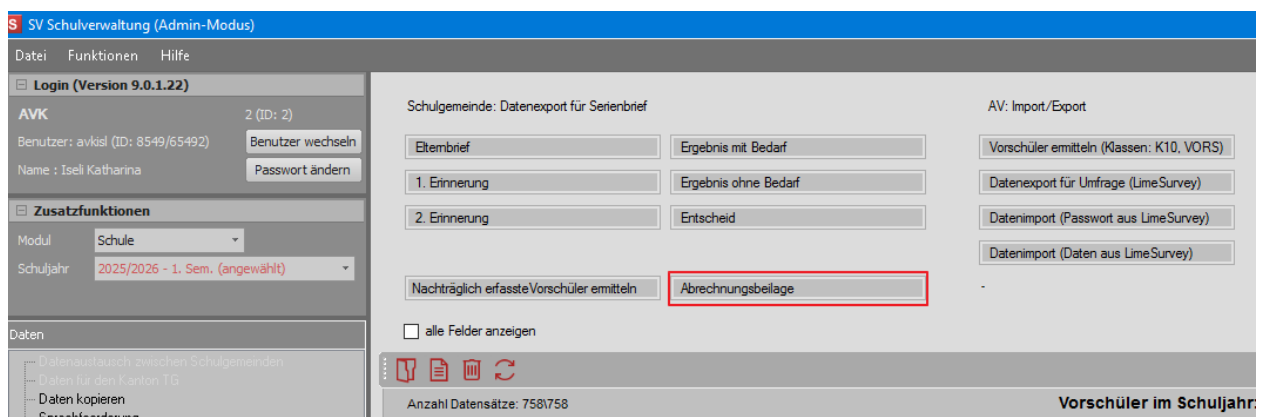 S SV Schulverwaltung (Admin-Modus)
Datei Funktionen Hilfe
Login (Version 9.0.1.22)
AVK 2 (ID: 2)
Benutzer: avkisl (ID: 8549/65492) Benutzer wechseln
Name : Iseli Katharina Passwort ändern
Zusatzfunktionen
Modul Schule
Schuljahr 2025/2026 - 1. Sem. (angewählt)
Daten
Datenaustausch zwischen Schulgemeinden
Daten für den Kanton TG
Daten kopieren
Sprachfoerderung
Schulgemeinde: Datenexport für Serienbrief
Elternbrief
Ergebnis mit Bedarf
1. Erinnerung
Ergebnis ohne Bedarf
2. Erinnerung
Entscheid
Nachträglich erfasste Vorschüler ermitteln
Abrechnungsbeilage
AV: Import/Export
Vorschüler ermitteln (Klassen: K10, VORS)
Datenexport für Umfrage (LimeSurvey)
Datenimport (Passwort aus LimeSurvey)
Datenimport (Daten aus LimeSurvey)
-
alle Felder anzeigen
Anzahl Datensätze: 758\758
Vorschüler im Schuljahr: